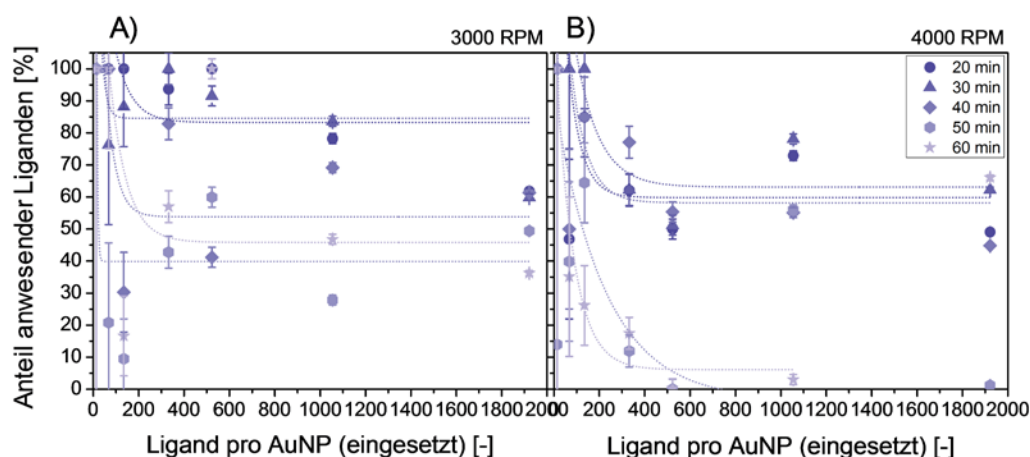 A)
3000 RPM
B)
4000 RPM
Anteil anwesender Liganden [%]
100
90
80
70
60
50
40
30
20
10
0
20 min
30 min
40 min
50 min
60 min
0 200 400 600 800 1000 1200 1400 1600 1800 2000
0 200 400 600 800 1000 1200 1400 1600 1800 2000
Ligand pro AuNP (eingesetzt) [-]
Ligand pro AuNP (eingesetzt) [-]